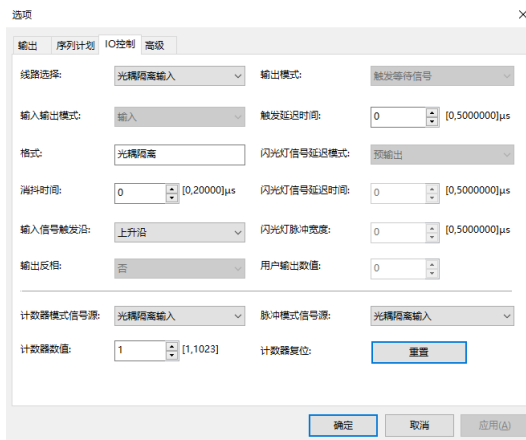 选项
输出 序列计划 IO控制 高级
线路选择: 光耦隔离输入 输出模式: 触发等待信号
输入输出模式: 输入 触发延迟时间: 0 [0,5000000]μs
格式: 光耦隔离 闪光灯信号延迟模式: 预输出
消抖时间: 0 [0,20000]μs 闪光灯信号延迟时间: 0 [0,5000000]μs
输入信号触发沿: 上升沿 闪光灯脉冲宽度: 0 [0,5000000]μs
输出反相: 否 用户输出数值: 0
计数器模式信号源: 光耦隔离输入 脉冲模式信号源: 光耦隔离输入
计数器数值: 1 [1,1023] 计数器复位: 重置
确定 取消 应用(A)